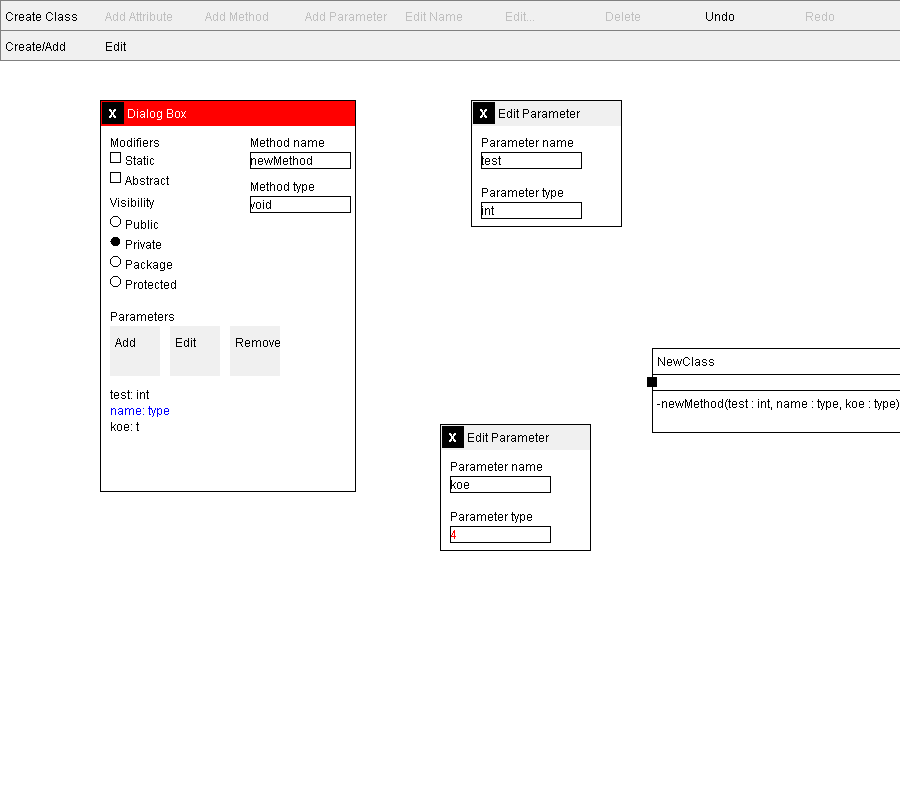 Create Class Add Attribute Add Method Add Parameter Edit Name Edit... Delete Undo Redo
Create/Add Edit
X Dialog Box
Modifiers
Static
Abstract
Visibility
Public
Private
Package
Protected
Method name
newMethod
Method type
void
Parameters
Add Edit Remove
test: int
name: type
koe: t
X Edit Parameter
Parameter name
test
Parameter type
int
NewClass
-newMethod(test : int, name : type, koe : type)
X Edit Parameter
Parameter name
koe
Parameter type
4